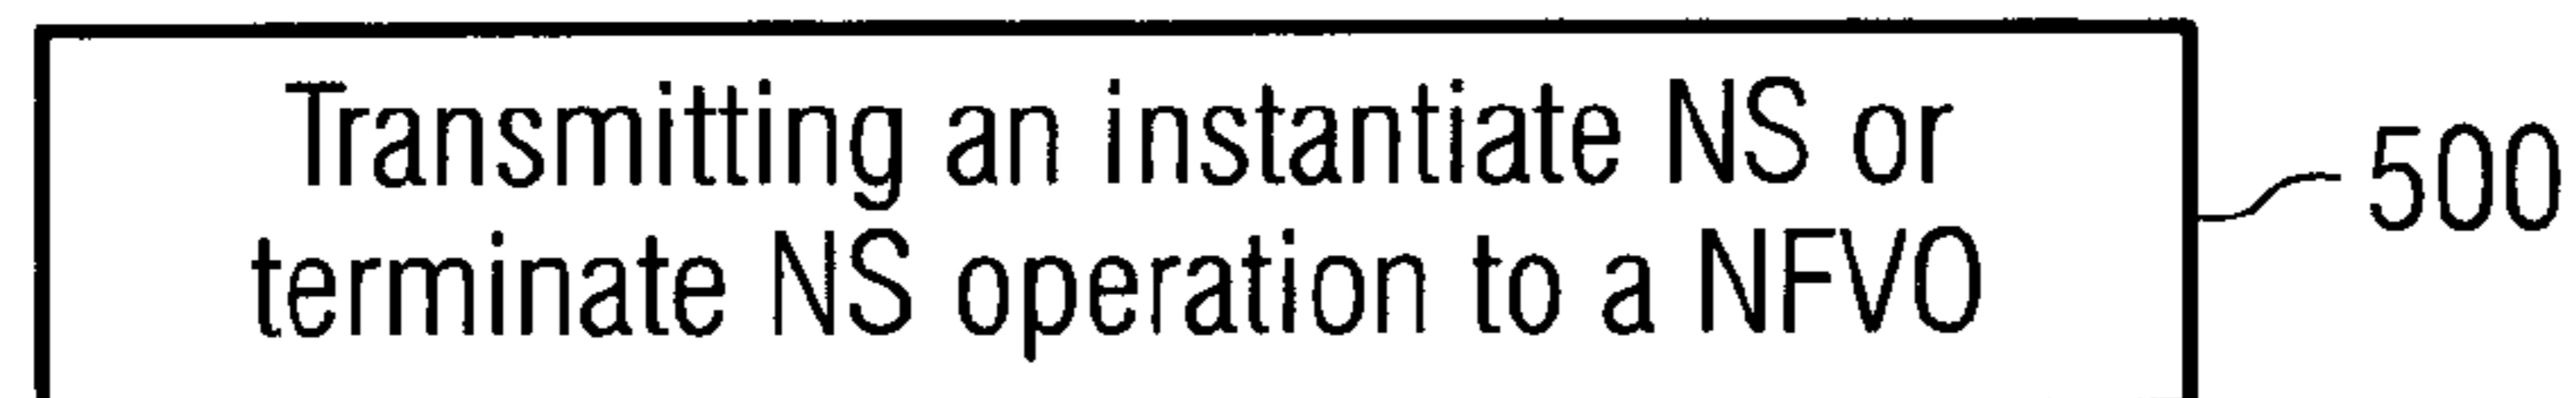 Transmitting an instantiate NS or
terminate NS operation to a NFVO
500